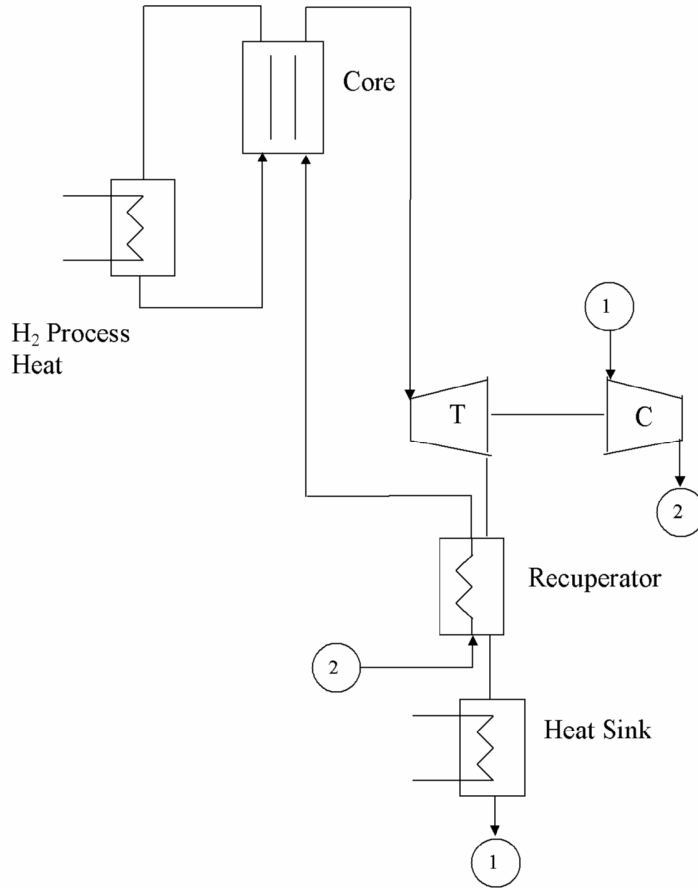 Core
H₂ Process
Heat
1
T
C
2
Recuperator
2
Heat Sink
1